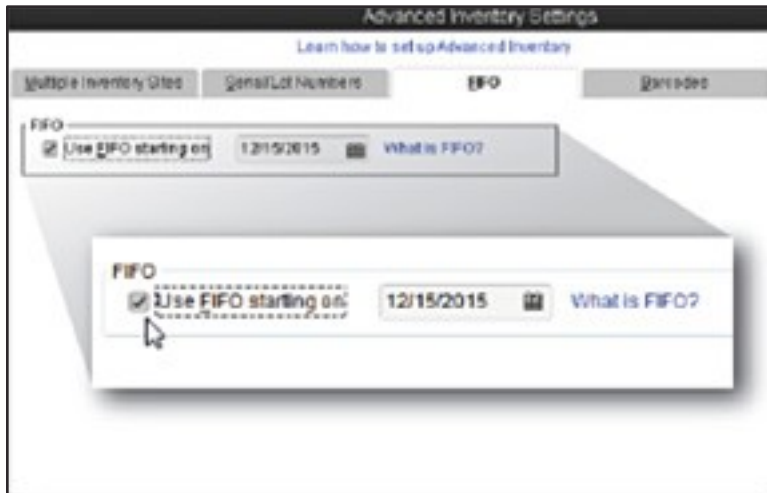 Advanced Inventory Settings
Learn how to set up Advanced Inventory
Multiple Inventory Sites
Serial/Lot Numbers
FIFO
Barcodes
FIFO
Use FIFO starting on
12/15/2015
What is FIFO?
FIFO
Use FIFO starting on
12/15/2015
What is FIFO?